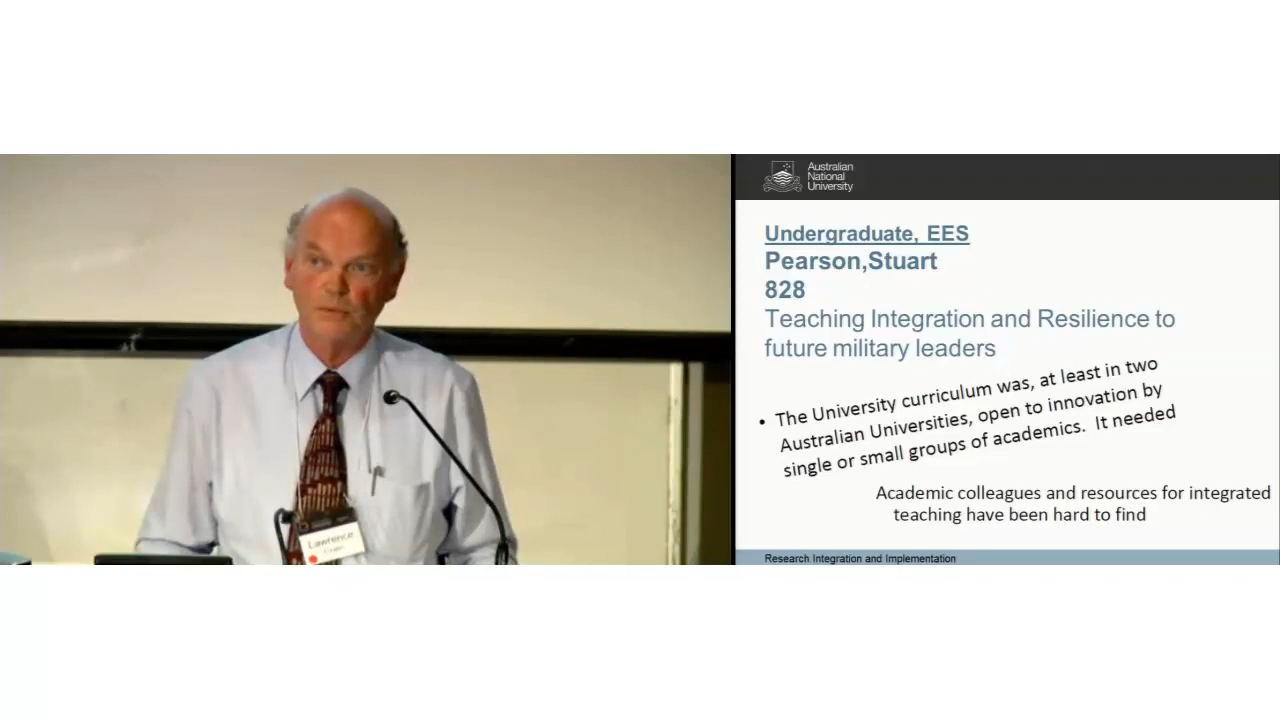 Lawrence
Australian
National
University
Undergraduate, EES
Pearson,Stuart
828
Teaching Integration and Resilience to
future military leaders
• The University curriculum was, at least in two
Australian Universities, open to innovation by
single or small groups of academics. It needed
Academic colleagues and resources for integrated
teaching have been hard to find
Research Integration and Implementation